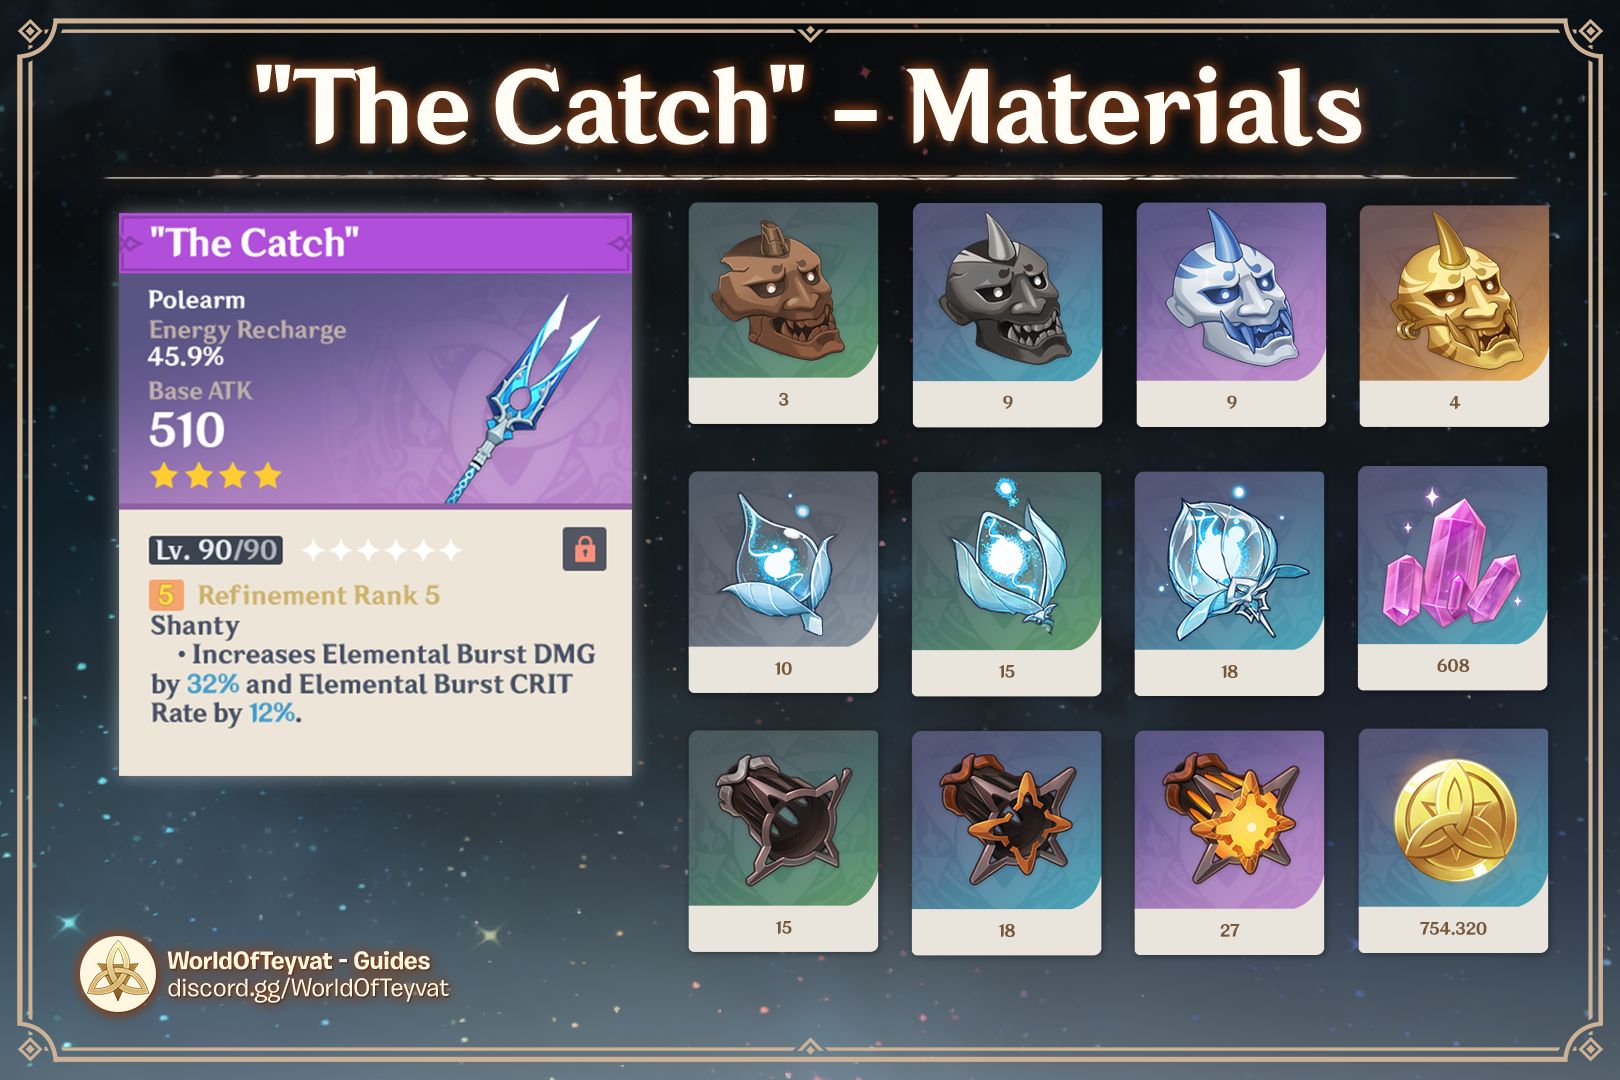 "The Catch" - Materials
"The Catch"
Polearm
Energy Recharge
45.9%
Base ATK
510
Lv. 90/90
5 Refinement Rank 5
Shanty
• Increases Elemental Burst DMG
by 32% and Elemental Burst CRIT
Rate by 12%.
3
9
9
4
10
15
18
608
15
18
27
754.320
WorldOfTeyvat - Guides
discord.gg/WorldOfTeyvat